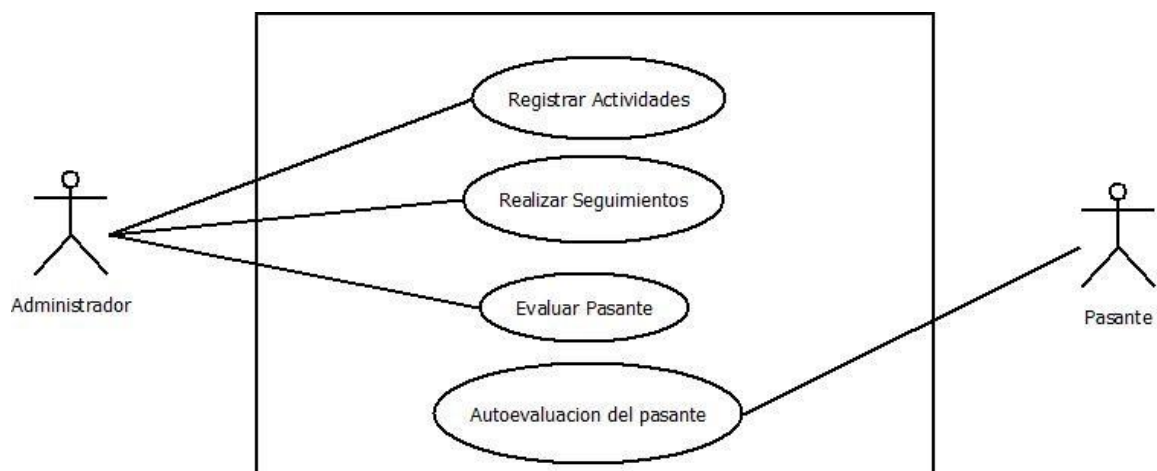 Registrar Actividades
Realizar Seguimientos
Administrador
Evaluar Pasante
Pasante
Autoevaluacion del pasante